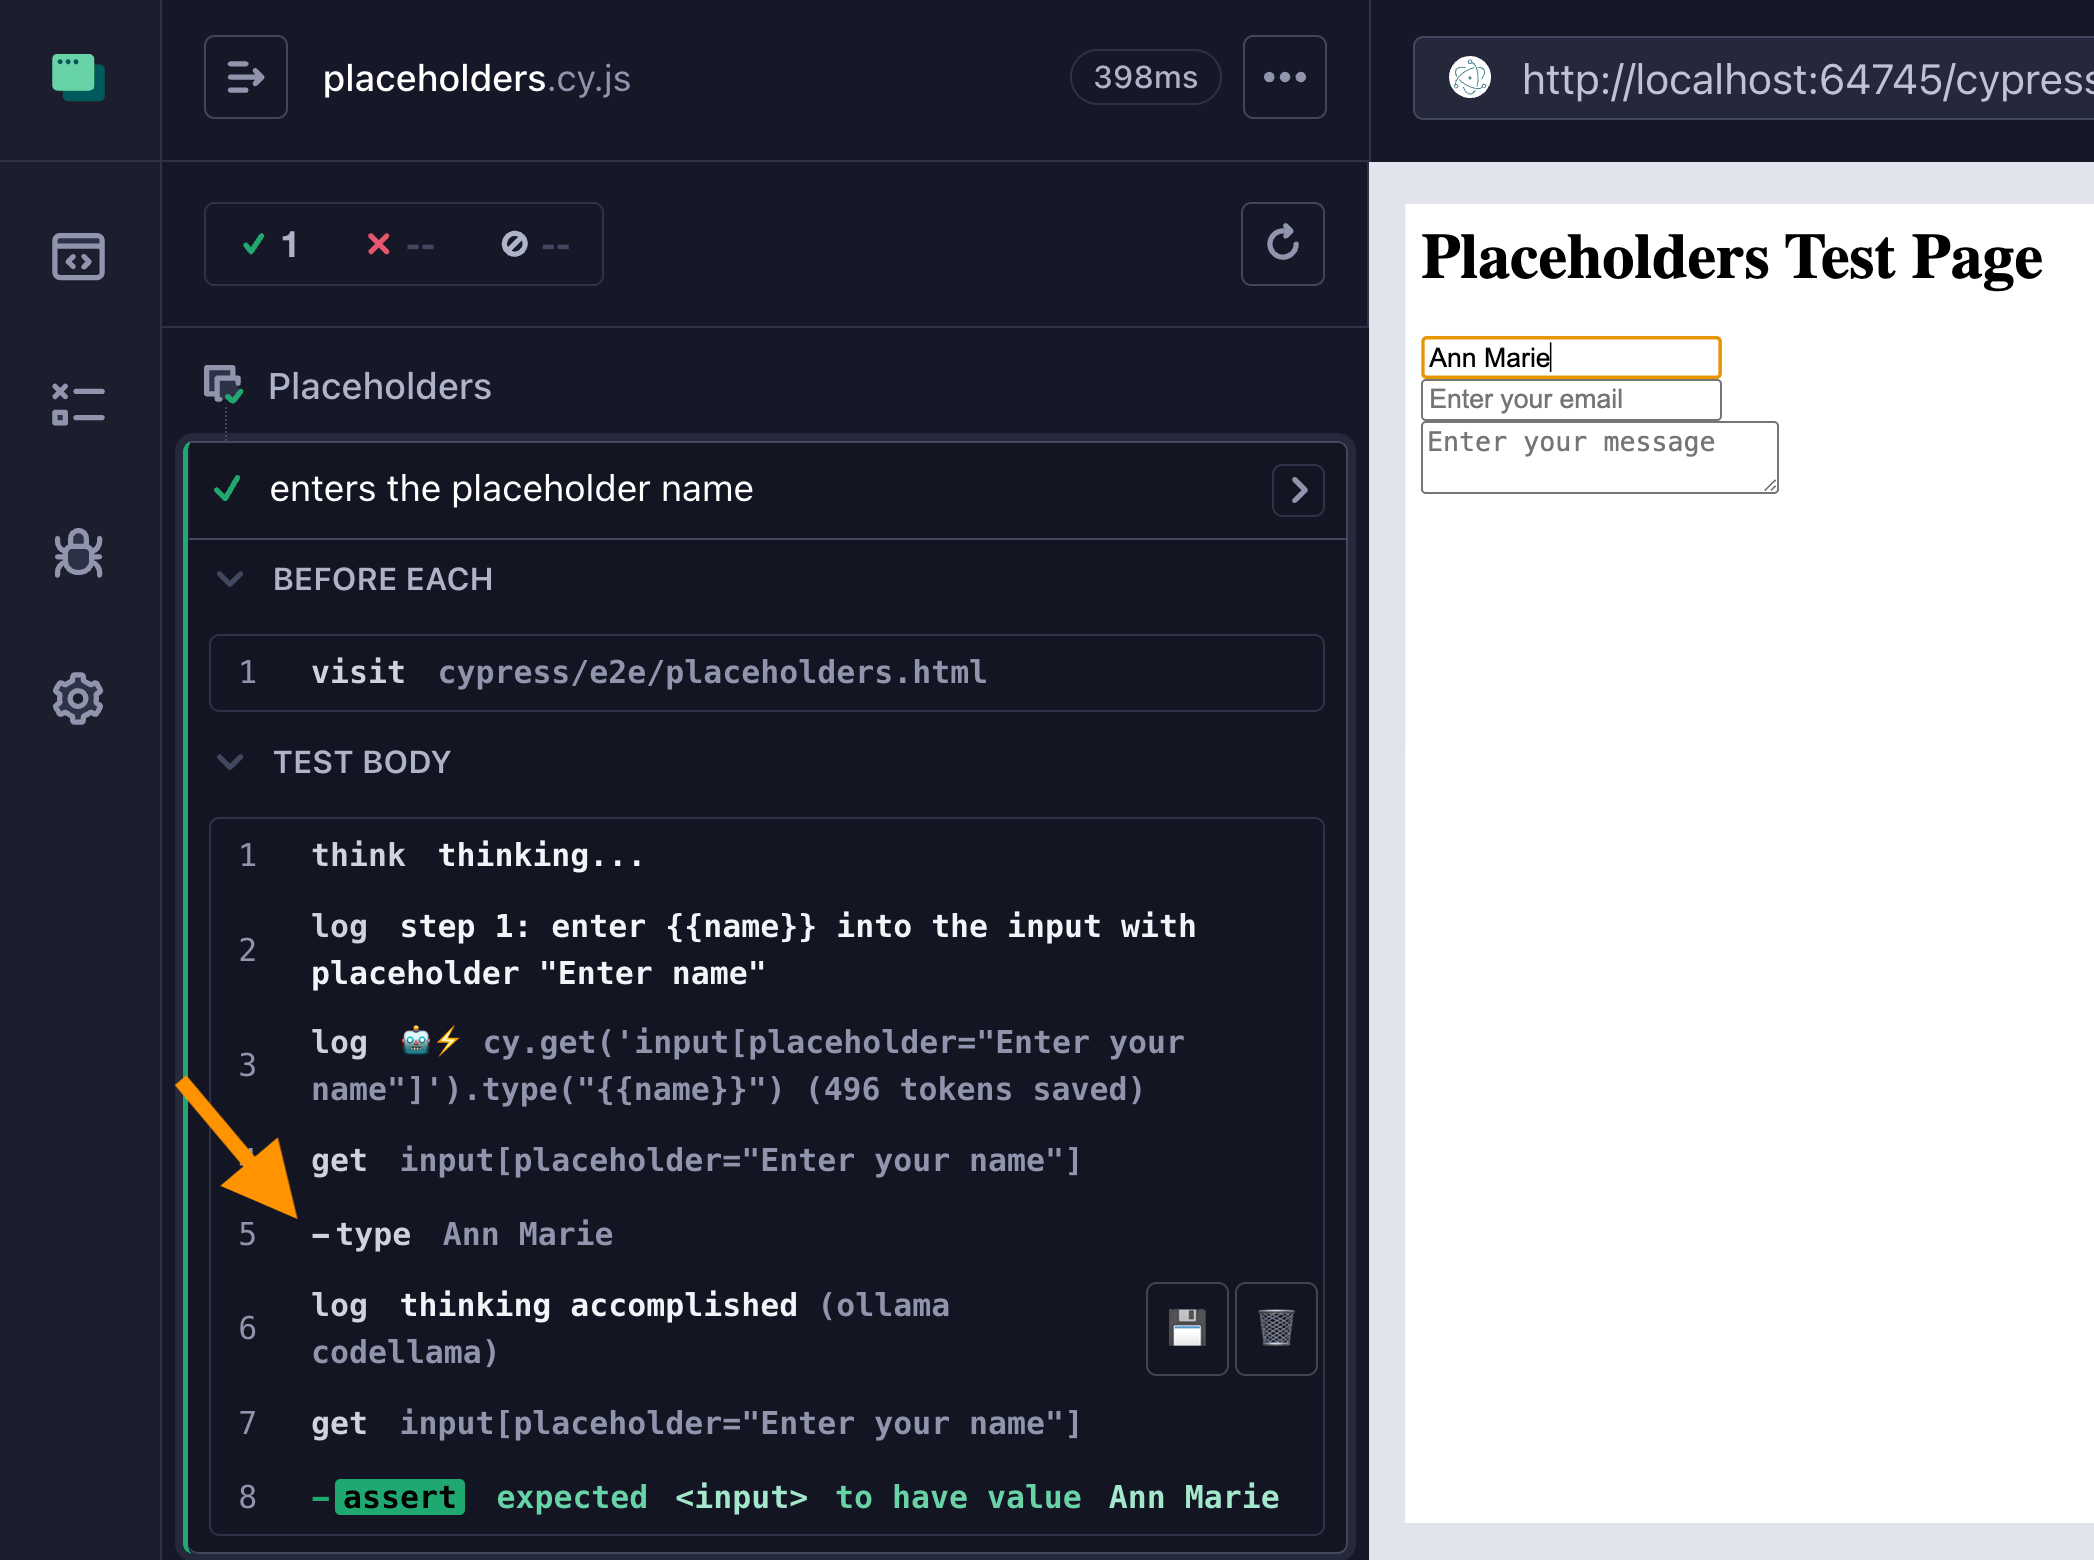 placeholders.cy.js
398ms
http://localhost:64745/cypress
1 -- --
Placeholders Test Page
Ann Marie
Enter your email
Enter your message
Placeholders
enters the placeholder name
BEFORE EACH
1 visit cypress/e2e/placeholders.html
TEST BODY
1 think thinking...
2 log step 1: enter {{name}} into the input with
placeholder "Enter name"
3 log 🤖⚡ cy.get('input[placeholder="Enter your
name"]').type("{{name}}") (496 tokens saved)
get input[placeholder="Enter your name"]
5 -type Ann Marie
6 log thinking accomplished (ollama
codellama)
7 get input[placeholder="Enter your name"]
8 -assert expected <input> to have value Ann Marie